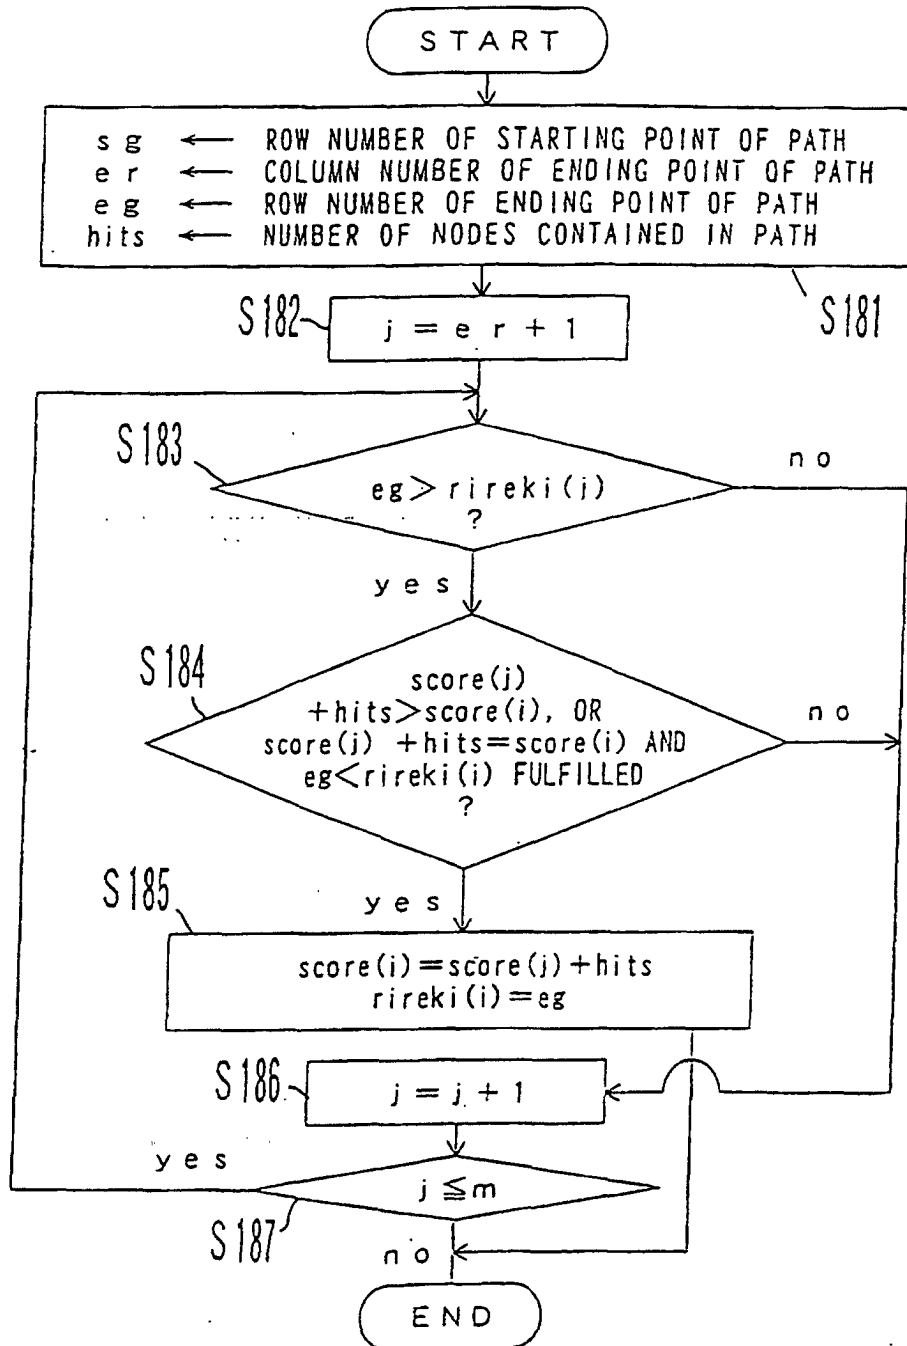 START
sg ← ROW NUMBER OF STARTING POINT OF PATH
er ← COLUMN NUMBER OF ENDING POINT OF PATH
eg ← ROW NUMBER OF ENDING POINT OF PATH
hits ← NUMBER OF NODES CONTAINED IN PATH
S181
S182
j = er + 1
S183
eg > rireki(j)
?
no
yes
S184
score(j)
+hits>score(i), OR
score(j) +hits=score(i) AND
eg<rireki(i) FULFILLED
?
no
yes
S185
score(i)=score(j)+hits
rireki(i)=eg
S186
j = j + 1
yes
j ≦ m
S187
no
END